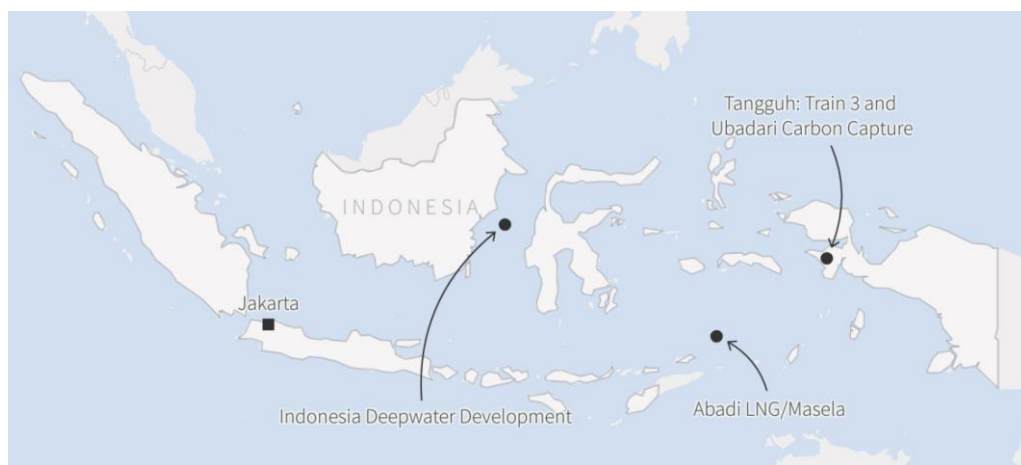 Tangguh: Train 3 and
Ubadari Carbon Capture
INDONESIA
Jakarta
Indonesia Deepwater Development
Abadi LNG/Masela